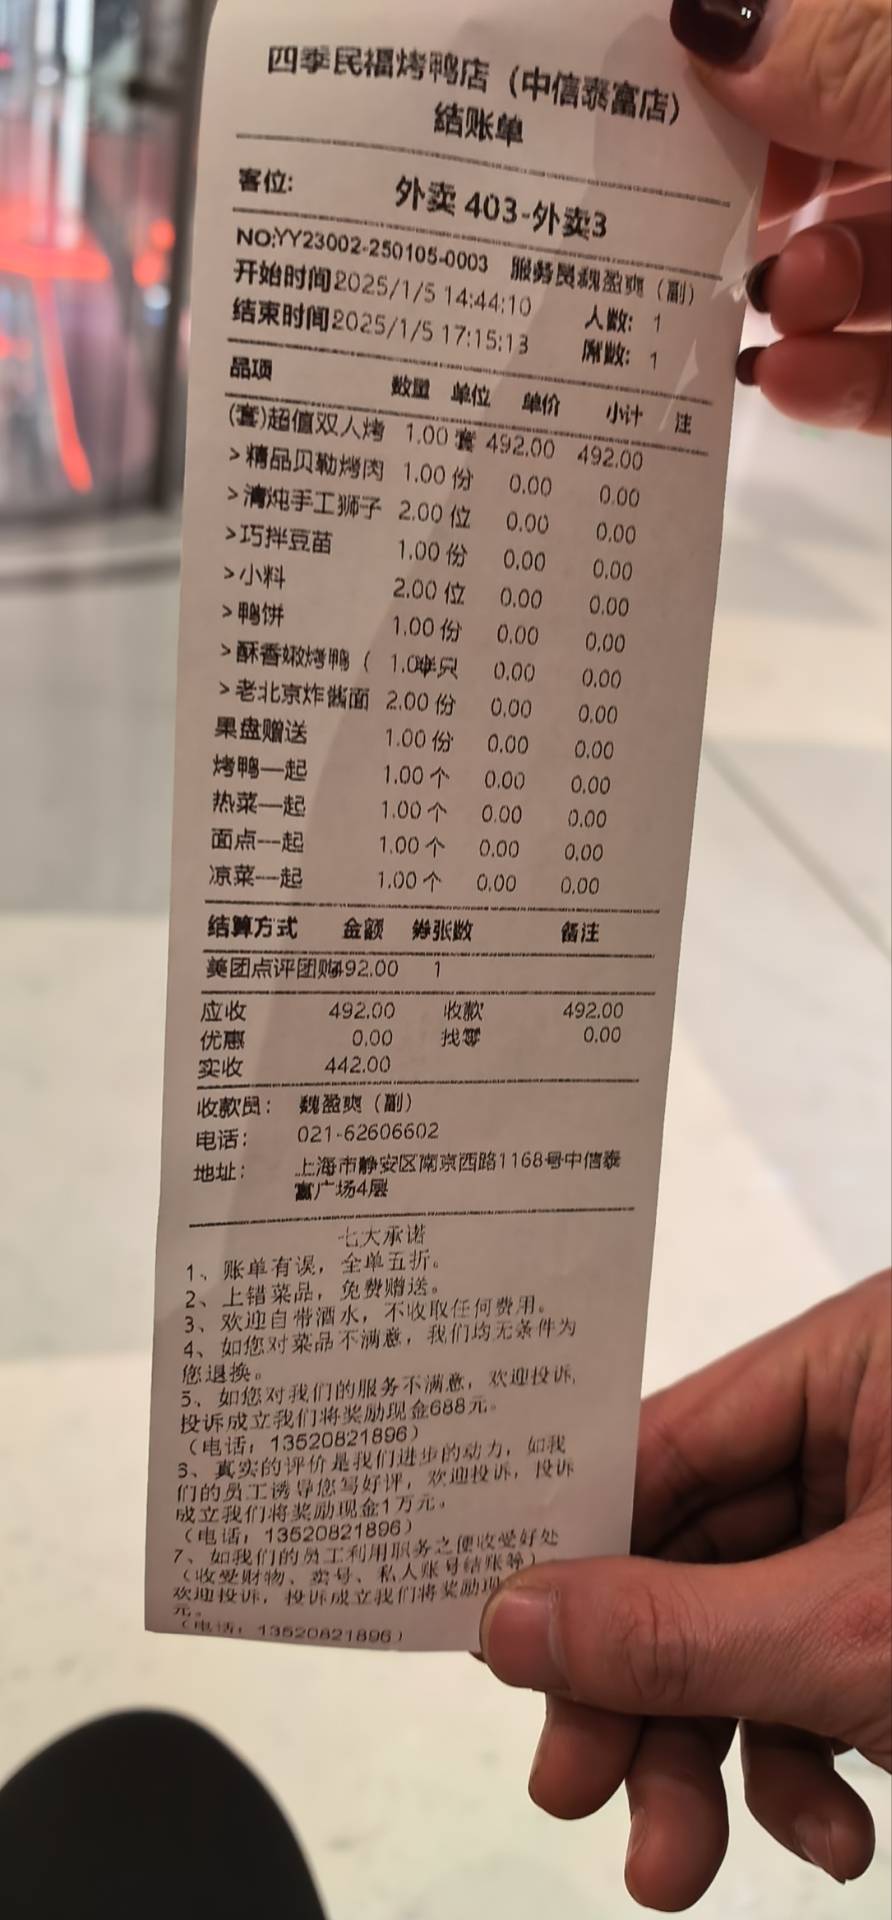 四季民福烤鸭店（中信泰富店）
结账单
客位: 外卖 403-外卖3
NO:YY23002-250105-0003 服务员魏盈爽（副）
开始时间2025/1/5 14:44:10 人数: 1
结束时间2025/1/5 17:15:13 席数: 1
品项 数量 单位 单价 小计 注
(套)超值双人烤 1.00 套 492.00 492.00
>精品贝勒烤肉 1.00 份 0.00 0.00
>清炖手工狮子 2.00 位 0.00 0.00
>巧拌豆苗 1.00 份 0.00 0.00
>小料 2.00 位 0.00 0.00
>鸭饼 1.00 份 0.00 0.00
>酥香嫩烤鸭（ 1.0半只 0.00 0.00
>老北京炸酱面 2.00 份 0.00 0.00
果盘赠送 1.00 份 0.00 0.00
烤鸭—起 1.00 个 0.00 0.00
热菜—起 1.00 个 0.00 0.00
面点—起 1.00 个 0.00 0.00
凉菜—起 1.00 个 0.00 0.00
结算方式 金额 券张数 备注
美团点评团购492.00 1
应收 492.00 收款 492.00
优惠 0.00 找零 0.00
实收 442.00
收款员: 魏盈爽（副）
电话: 021-62606602
地址: 上海市静安区南京西路1168号中信泰
富广场4层
七大承诺
1、账单有误，全单五折。
2、上错菜品，免费赠送。
3、欢迎自带酒水，不收取任何费用。
4、如您对菜品不满意，我们均无条件为
您退换。
5、如您对我们的服务不满意，欢迎投诉,
投诉成立我们将奖励现金688元。
（电话: 13520821896）
6、真实的评价是我们进步的动力，如我
们的员工诱导您写好评，欢迎投诉，投诉
成立我们将奖励现金1万元。
（电话: 13520821896）
7、如我们的员工利用职务之便收受好处
（收受财物、卖号、私人账号结账等）
欢迎投诉，投诉成立我们将奖励现
元。
（电话: 13520821896）